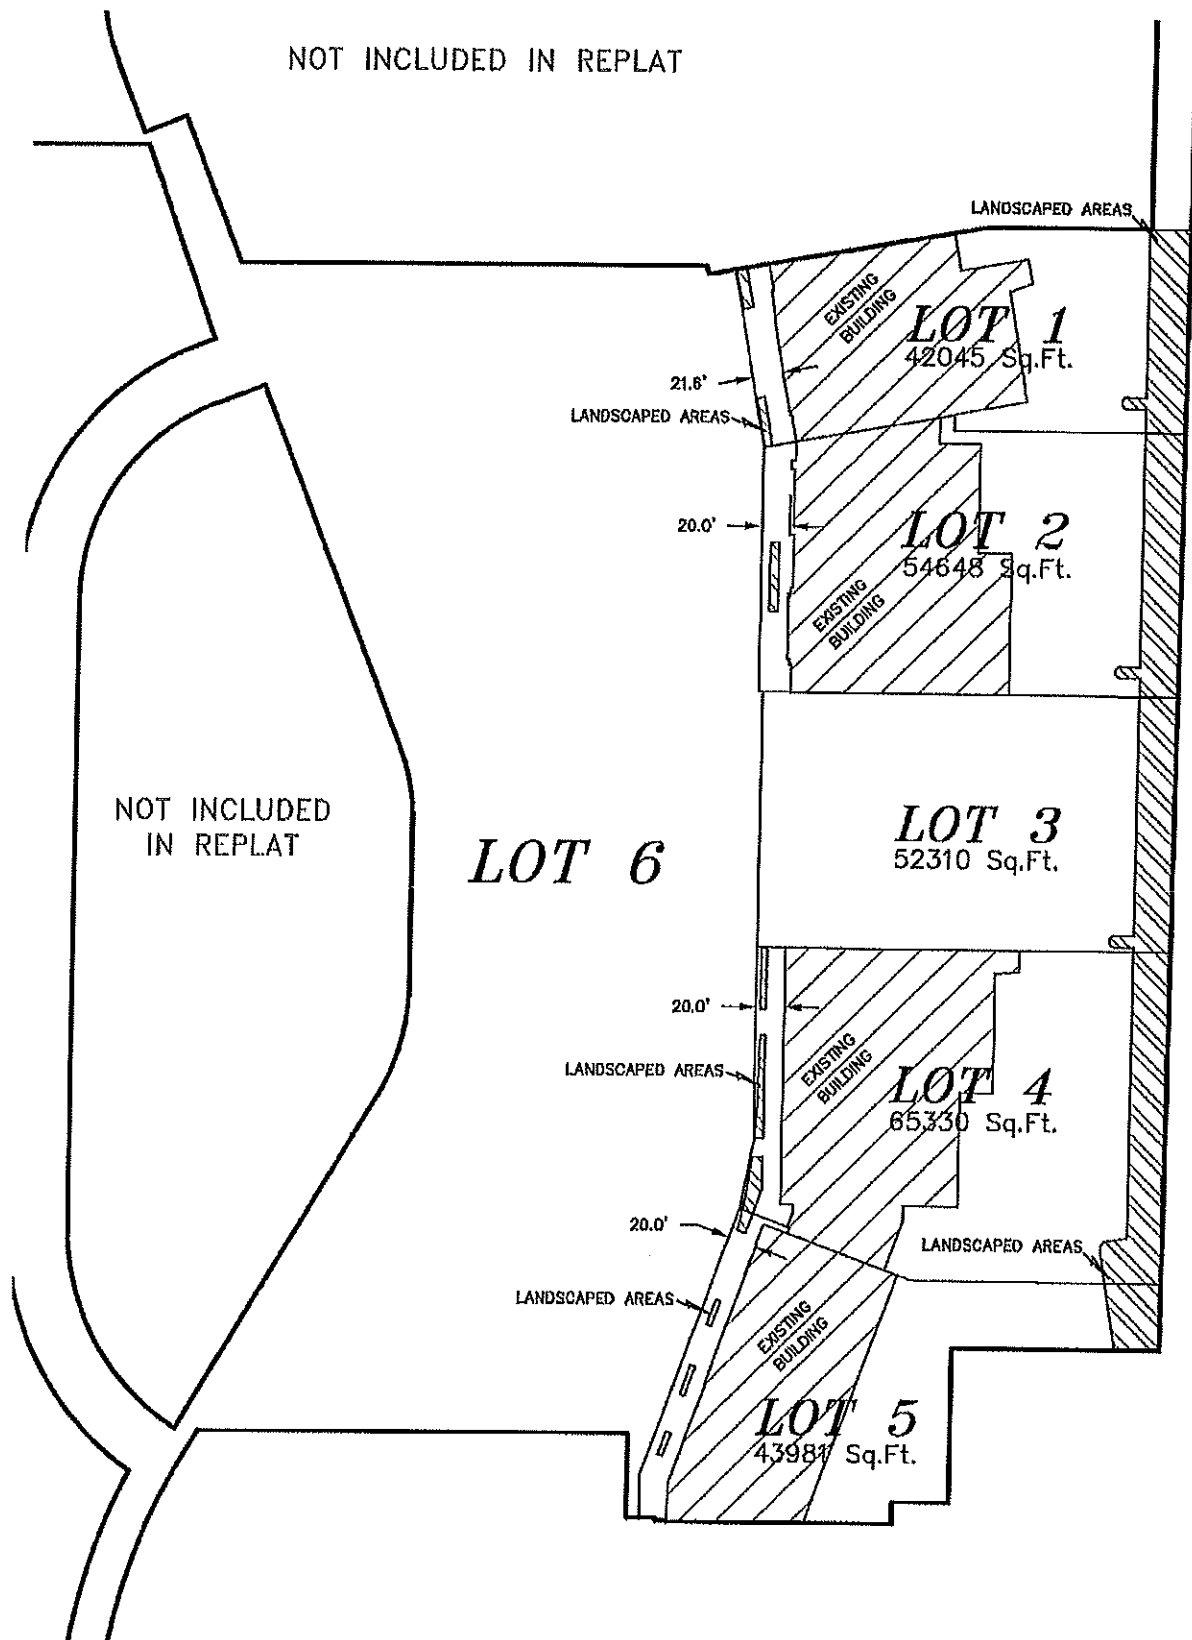 NOT INCLUDED IN REPLAT
LANDSCAPED AREAS
EXISTING
BUILDING
LOT 1
42045 Sq.Ft.
21.6'
LANDSCAPED AREAS
20.0'
LOT 2
54648 Sq.Ft.
EXISTING
BUILDING
NOT INCLUDED
IN REPLAT
LOT 6
LOT 3
52310 Sq.Ft.
20.0'
EXISTING
BUILDING
LANDSCAPED AREAS
LOT 4
65330 Sq.Ft.
20.0'
LANDSCAPED AREAS
LANDSCAPED AREAS
EXISTING
BUILDING
LOT 5
43981 Sq.Ft.